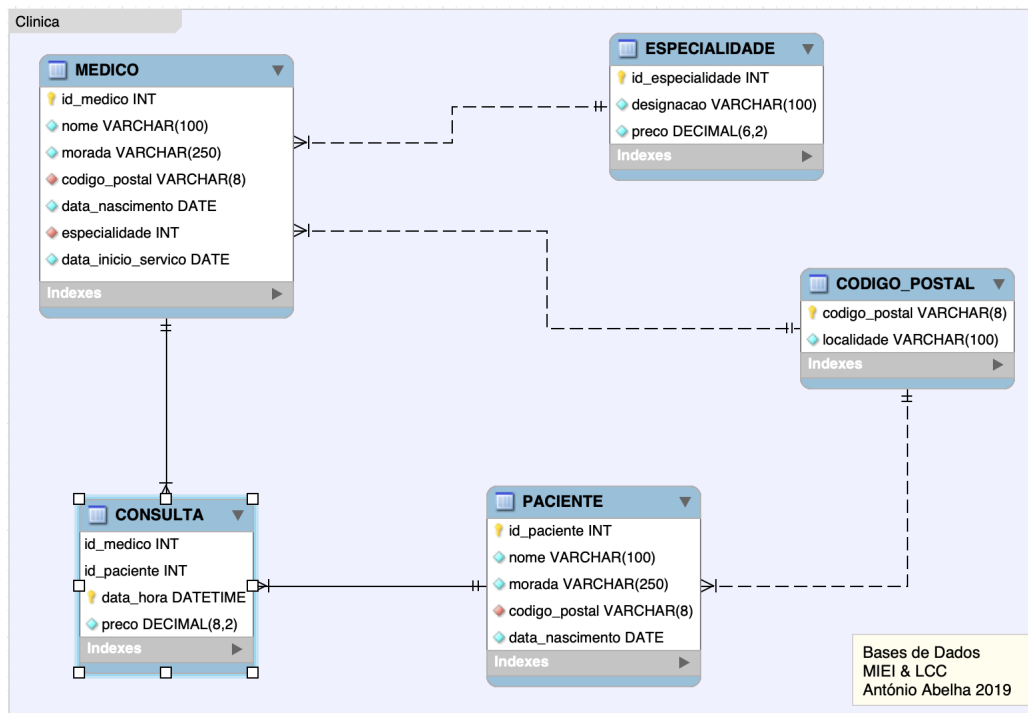 Clinica
MEDICO
id_medico INT
nome VARCHAR(100)
morada VARCHAR(250)
codigo_postal VARCHAR(8)
data_nascimento DATE
especialidade INT
data_inicio_servico DATE
Indexes
ESPECIALIDADE
id_especialidade INT
designacao VARCHAR(100)
preco DECIMAL(6,2)
Indexes
CODIGO_POSTAL
codigo_postal VARCHAR(8)
localidade VARCHAR(100)
Indexes
CONSULTA
id_medico INT
id_paciente INT
data_hora DATETIME
preco DECIMAL(8,2)
Indexes
PACIENTE
id_paciente INT
nome VARCHAR(100)
morada VARCHAR(250)
codigo_postal VARCHAR(8)
data_nascimento DATE
Indexes
Bases de Dados
MIEI & LCC
António Abelha 2019